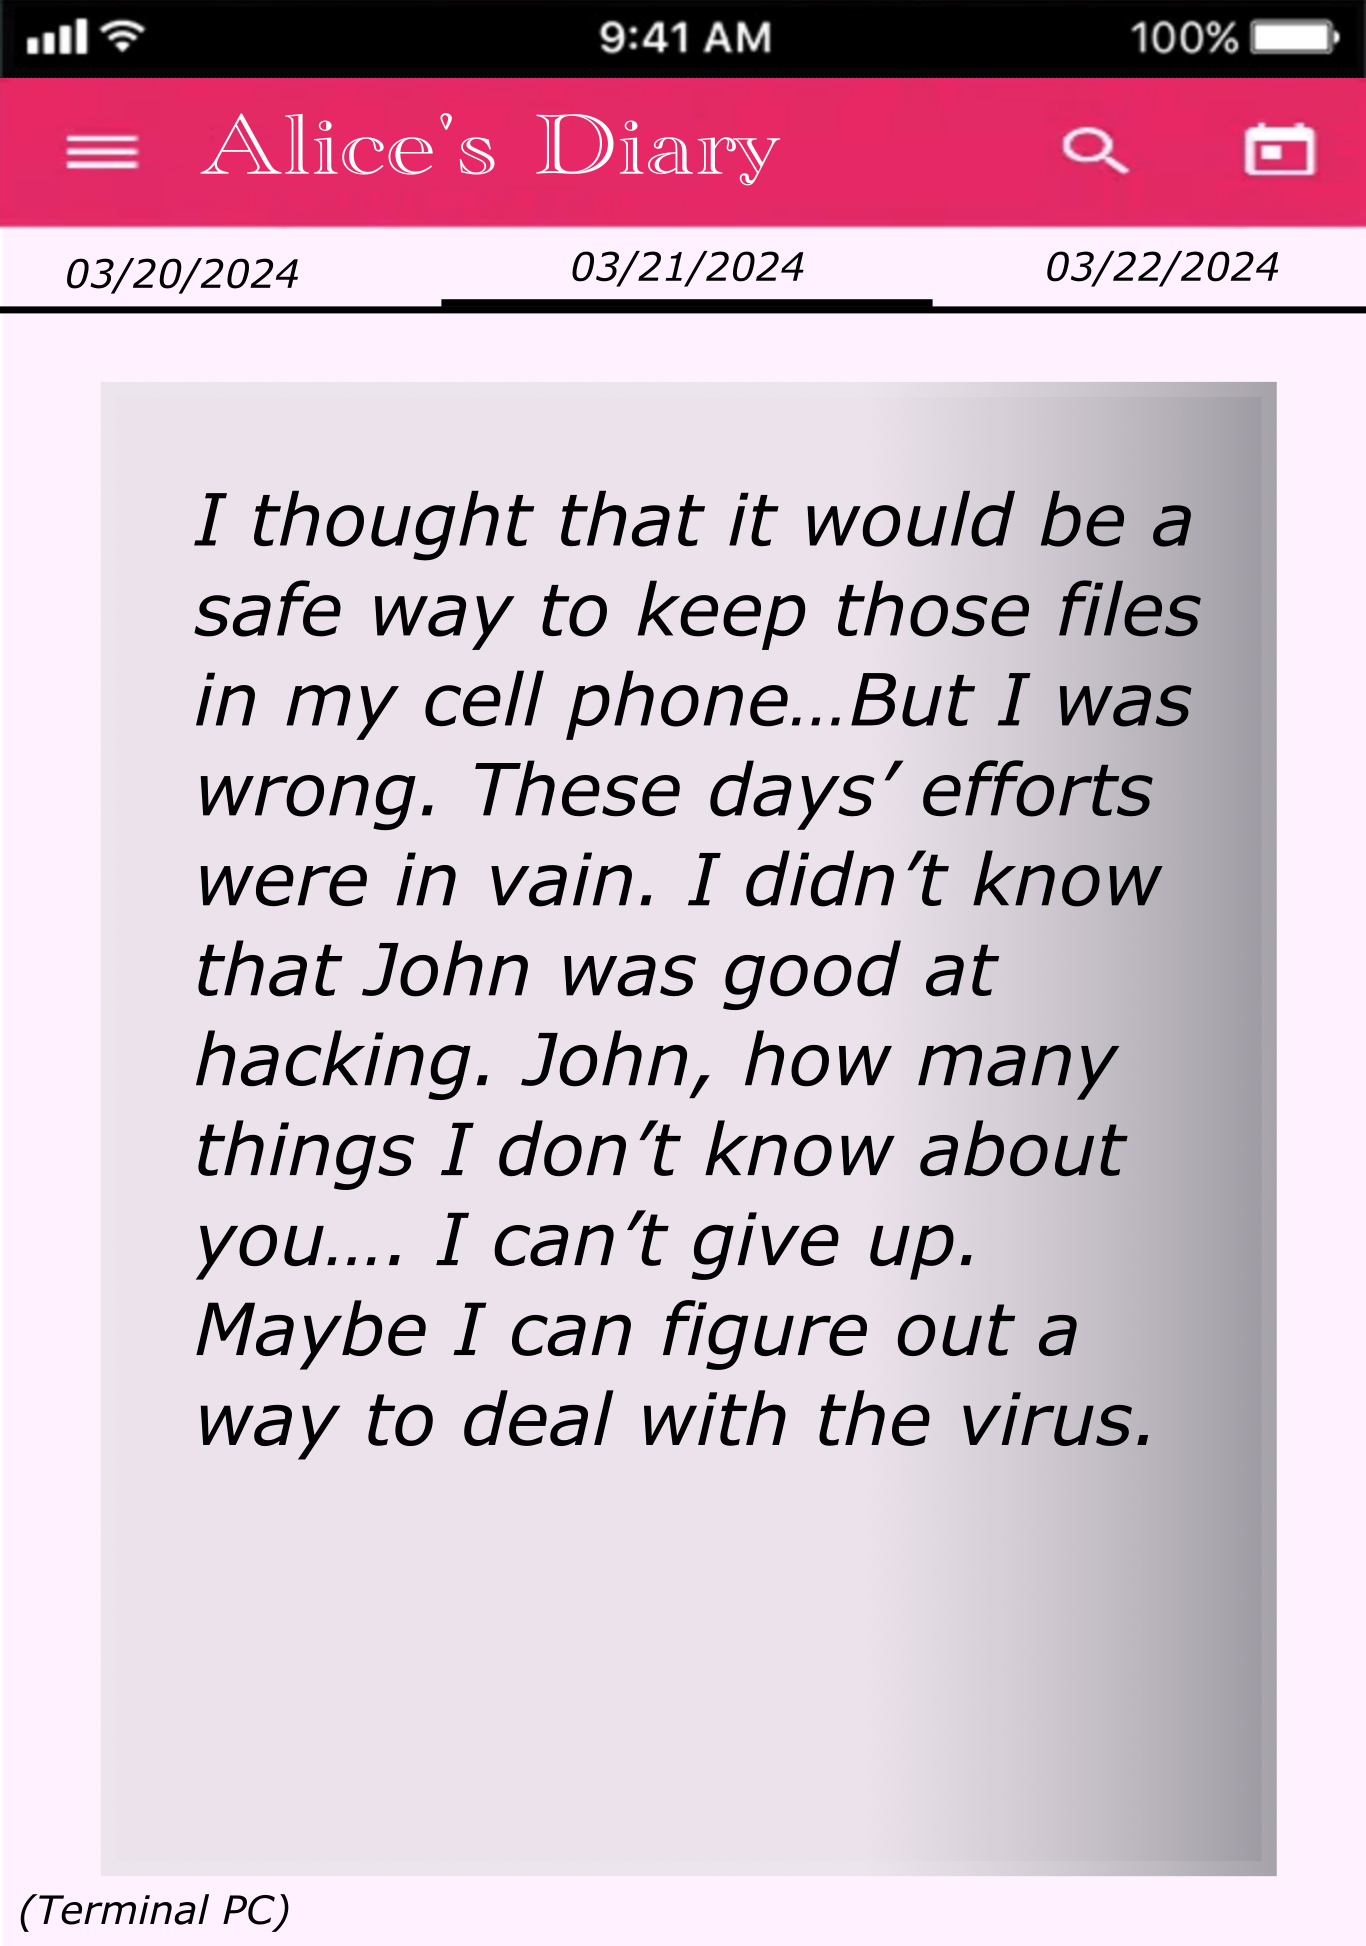 9:41 AM
100%
Alice's Diary
03/20/2024
03/21/2024
03/22/2024
I thought that it would be a
safe way to keep those files
in my cell phone…But I was
wrong. These days’ efforts
were in vain. I didn’t know
that John was good at
hacking. John, how many
things I don’t know about
you…. I can’t give up.
Maybe I can figure out a
way to deal with the virus.
(Terminal PC)